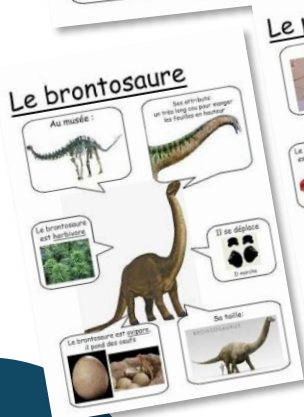 Le
Le brontosaure
Au musée :
Ses attributs:
un très long cou pour manger
les feuilles en hauteur
Le brontosaure
est herbivore
Il se déplace
Il marche
Le brontosaure est ovipare,
il pond des oeufs
Sa taille:
BRONTOSAURUS